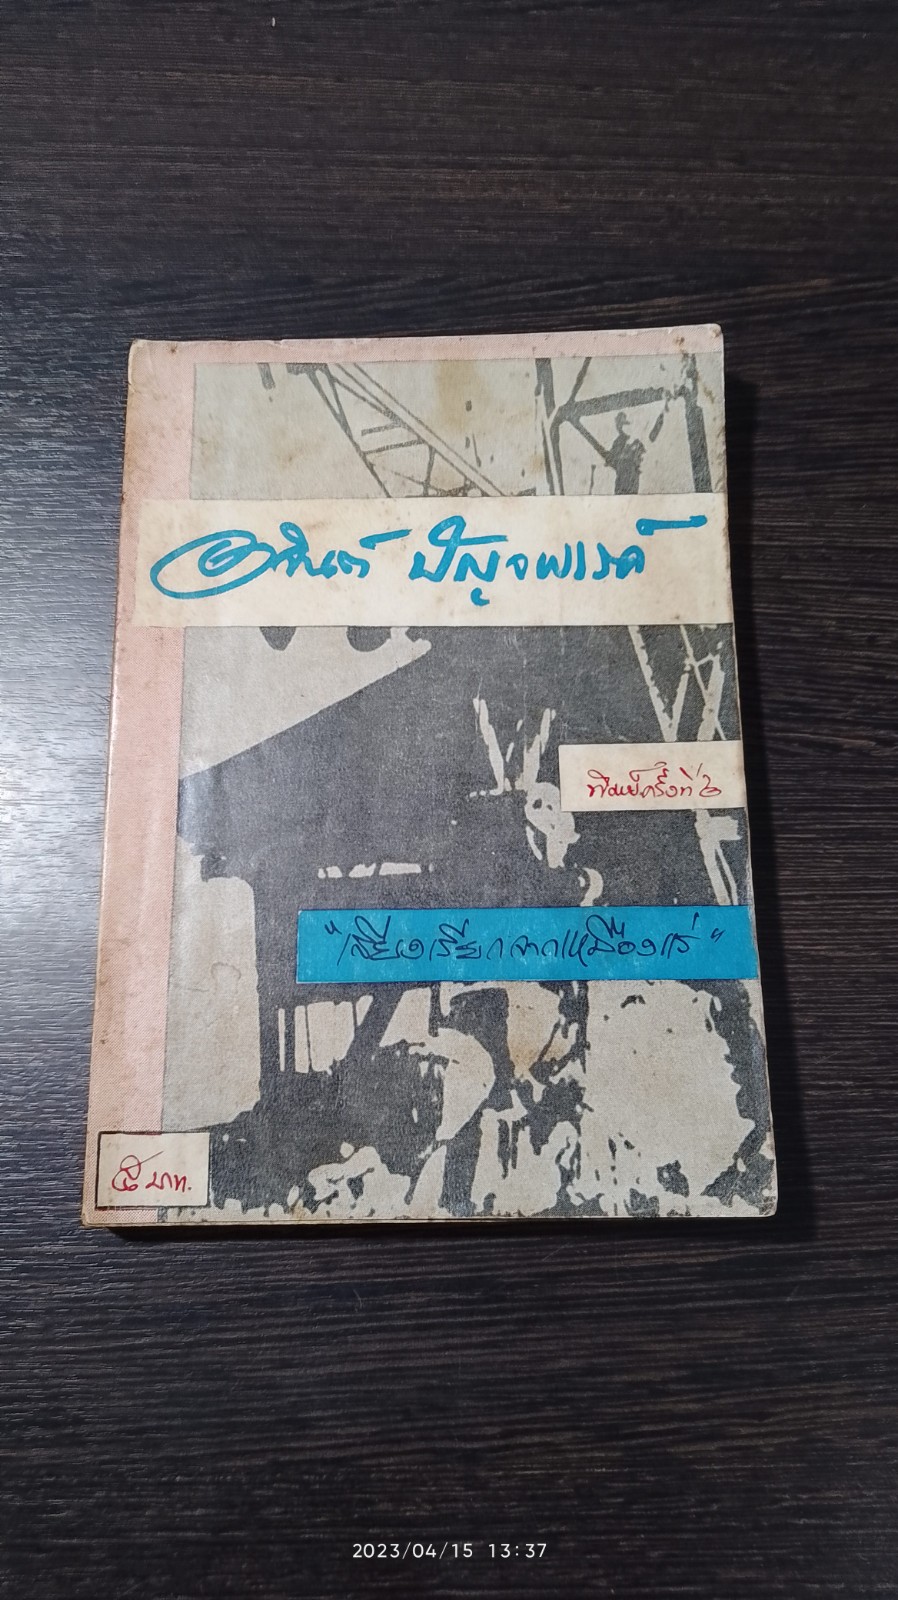 อาจินต์ ปัญจพรรค์
พิมพ์ครั้งที่ ๒
"เสียงเรียกจากเหมืองแร่"
๕ บาท.
2023/04/15 13:37